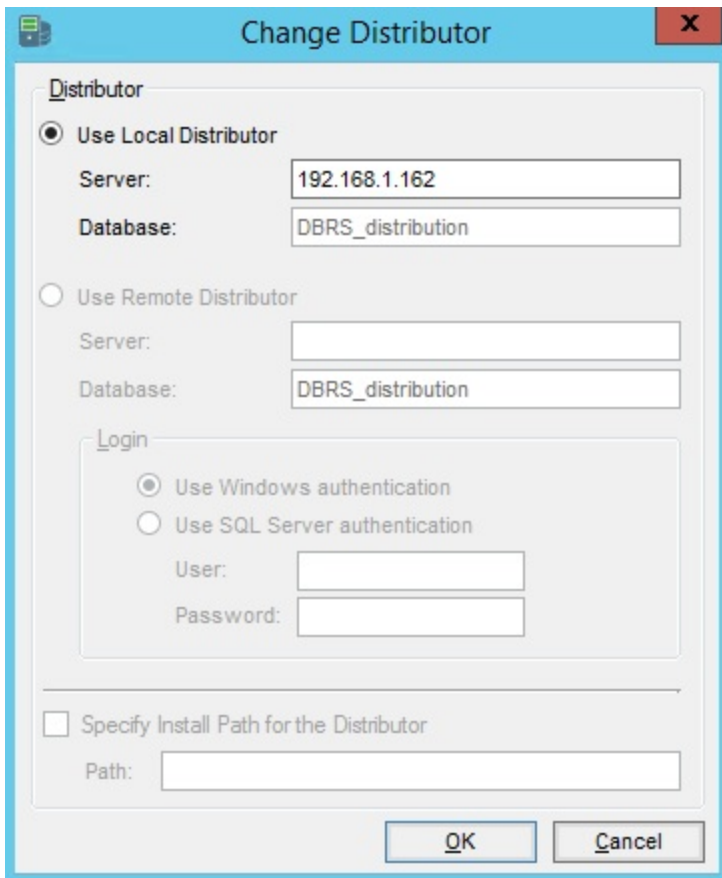 Change Distributor
x
Distributor
Use Local Distributor
Server: 192.168.1.162
Database: DBRS_distribution
Use Remote Distributor
Server:
Database: DBRS_distribution
Login
Use Windows authentication
Use SQL Server authentication
User:
Password:
Specify Install Path for the Distributor
Path:
OK Cancel